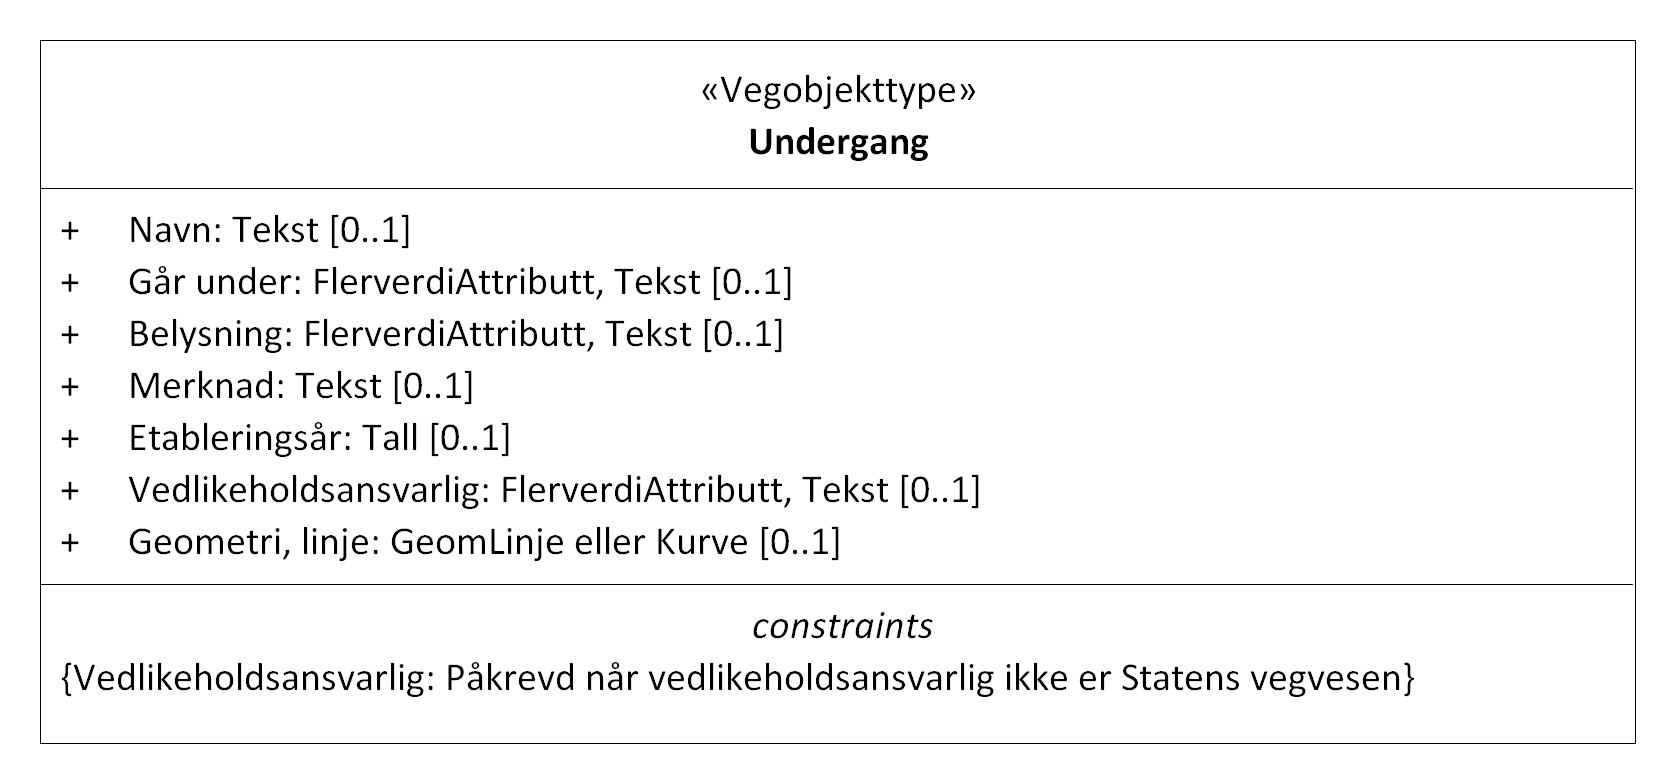 «Vegobjekttype»
Undergang
+ Navn: Tekst [0..1]
+ Går under: FlerverdiAttributt, Tekst [0..1]
+ Belysning: FlerverdiAttributt, Tekst [0..1]
+ Merknad: Tekst [0..1]
+ Etableringsår: Tall [0..1]
+ Vedlikeholdsansvarlig: FlerverdiAttributt, Tekst [0..1]
+ Geometri, linje: GeomLinje eller Kurve [0..1]
constraints
{Vedlikeholdsansvarlig: Påkrevd når vedlikeholdsansvarlig ikke er Statens vegvesen}